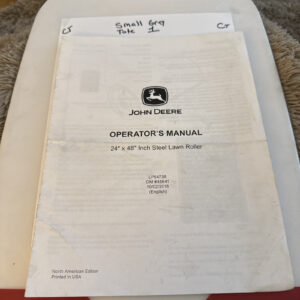 Small Grey
Tote 1
JOHN DEERE
OPERATOR'S MANUAL
24" x 48" Inch Steel Lawn Roller
LP54738
(English)
North American Edition
Printed in USA